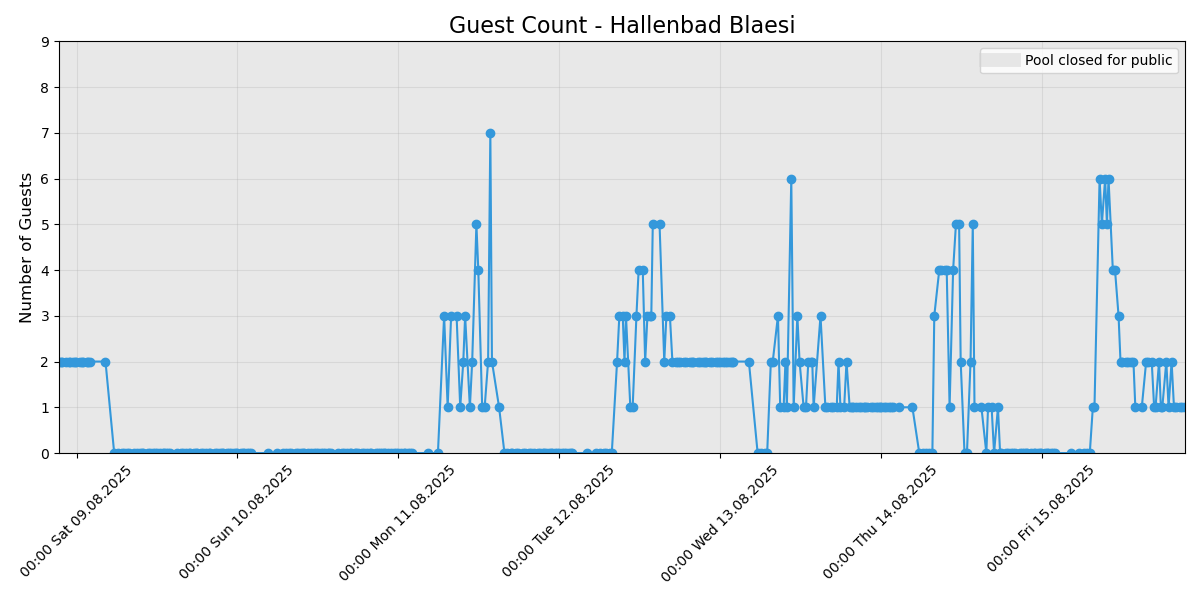 Guest Count - Hallenbad Blaesi
Pool closed for public
Number of Guests
9
8
7
6
5
4
3
2
1
0
00:00 Sat 09.08.2025
00:00 Sun 10.08.2025
00:00 Mon 11.08.2025
00:00 Tue 12.08.2025
00:00 Wed 13.08.2025
00:00 Thu 14.08.2025
00:00 Fri 15.08.2025